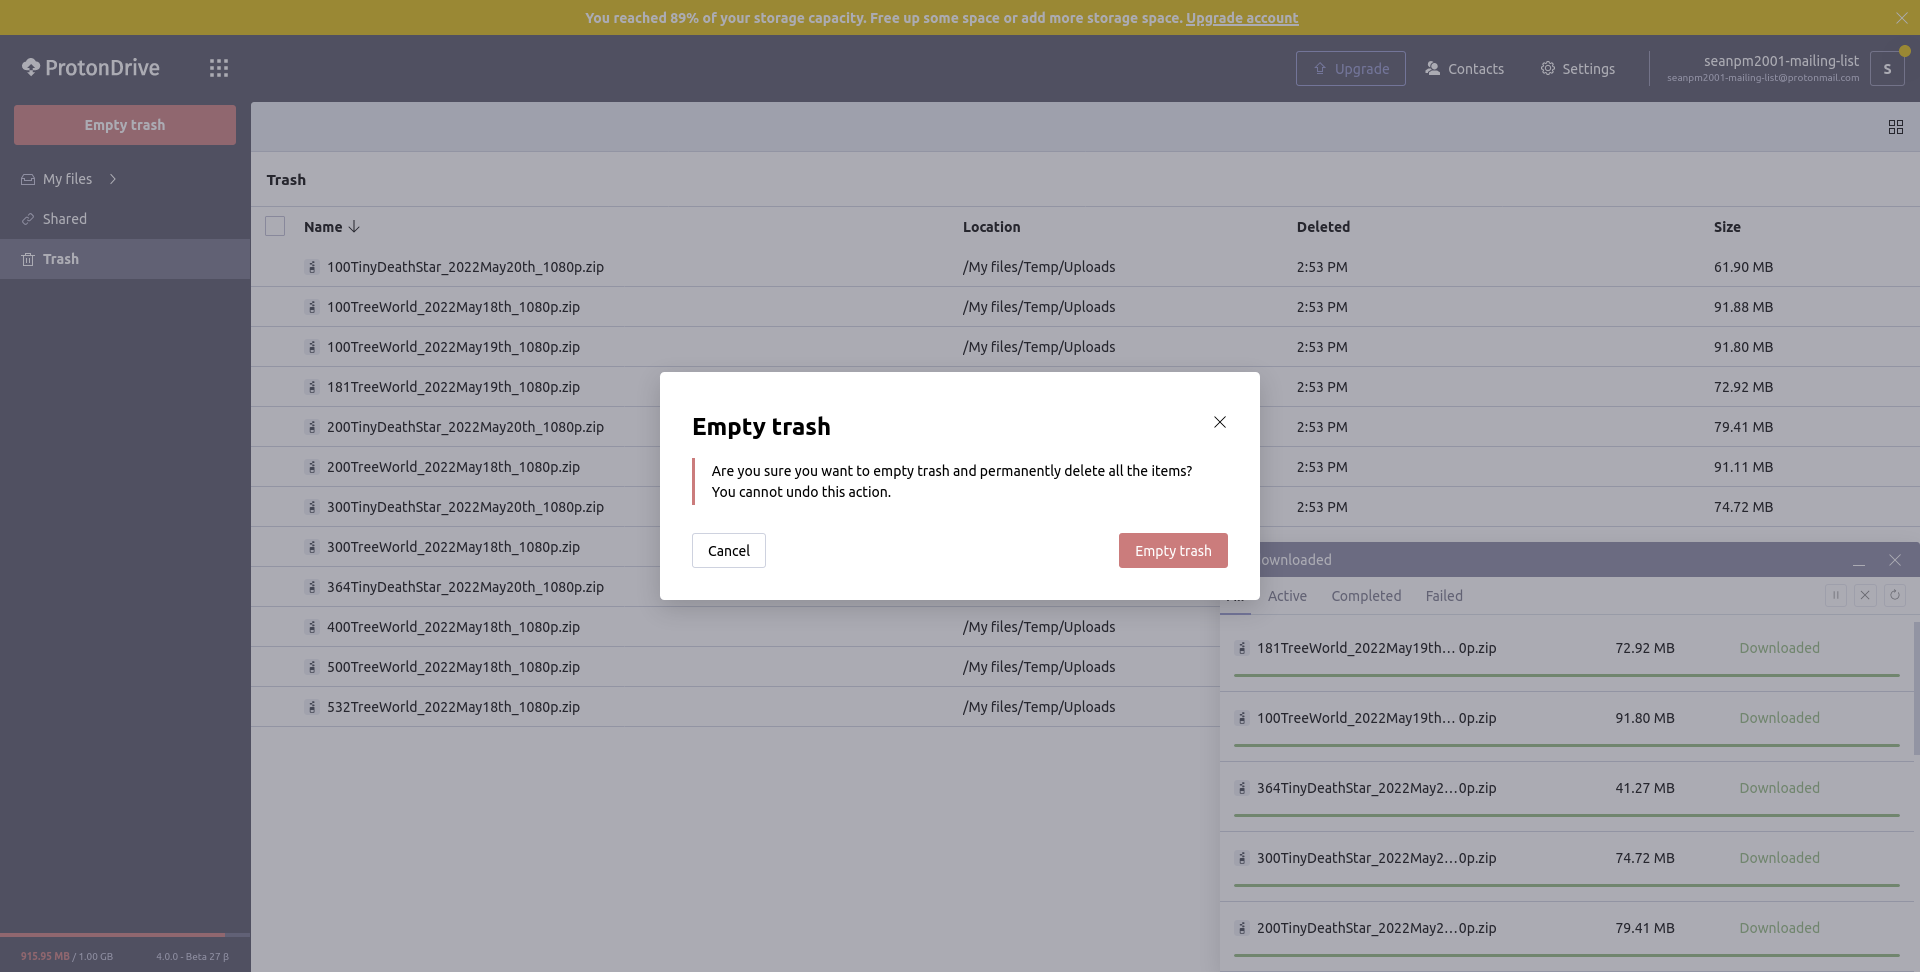 You reached 89% of your storage capacity. Free up some space or add more storage space. Upgrade account
ProtonDrive
Upgrade
Contacts
Settings
seanpm2001-mailing-list
seanpm2001-mailing-list@protonmail.com
S
Empty trash
My files
Shared
Trash
Trash
Name Location Deleted Size
100TinyDeathStar_2022May20th_1080p.zip /My files/Temp/Uploads 2:53 PM 61.90 MB
100TreeWorld_2022May18th_1080p.zip /My files/Temp/Uploads 2:53 PM 91.88 MB
100TreeWorld_2022May19th_1080p.zip /My files/Temp/Uploads 2:53 PM 91.80 MB
181TreeWorld_2022May19th_1080p.zip 2:53 PM 72.92 MB
200TinyDeathStar_2022May20th_1080p.zip 2:53 PM 79.41 MB
200TreeWorld_2022May18th_1080p.zip 2:53 PM 91.11 MB
300TinyDeathStar_2022May20th_1080p.zip 2:53 PM 74.72 MB
300TreeWorld_2022May18th_1080p.zip
364TinyDeathStar_2022May20th_1080p.zip
400TreeWorld_2022May18th_1080p.zip /My files/Temp/Uploads
500TreeWorld_2022May18th_1080p.zip /My files/Temp/Uploads
532TreeWorld_2022May18th_1080p.zip /My files/Temp/Uploads
Empty trash
Are you sure you want to empty trash and permanently delete all the items?
You cannot undo this action.
Cancel
Empty trash
ownloaded
Active Completed Failed
181TreeWorld_2022May19th... 0p.zip 72.92 MB Downloaded
100TreeWorld_2022May19th... 0p.zip 91.80 MB Downloaded
364TinyDeathStar_2022May2...0p.zip 41.27 MB Downloaded
300TinyDeathStar_2022May2...0p.zip 74.72 MB Downloaded
200TinyDeathStar_2022May2...0p.zip 79.41 MB Downloaded
915.95 MB / 1.00 GB
4.0.0 - Beta 27 β